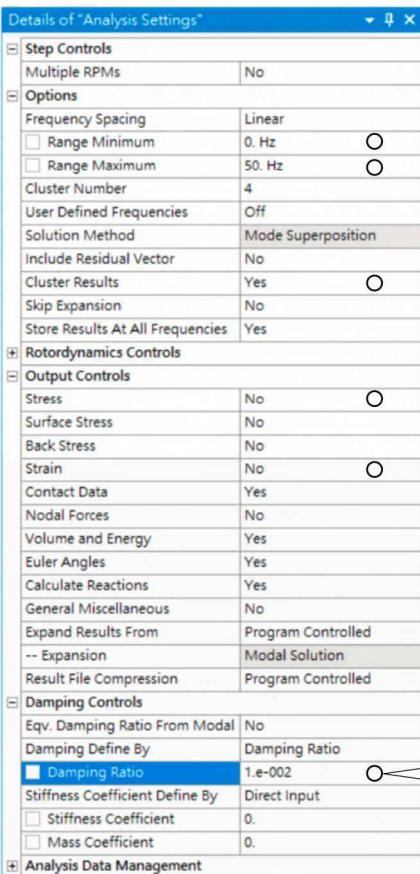 Details of "Analysis Settings"
Step Controls
Multiple RPMs No
Options
Frequency Spacing Linear
Range Minimum 0. Hz
Range Maximum 50. Hz
Cluster Number 4
User Defined Frequencies Off
Solution Method Mode Superposition
Include Residual Vector No
Cluster Results Yes
Skip Expansion No
Store Results At All Frequencies Yes
Rotordynamics Controls
Output Controls
Stress No
Surface Stress No
Back Stress No
Strain No
Contact Data Yes
Nodal Forces No
Volume and Energy Yes
Euler Angles Yes
Calculate Reactions Yes
General Miscellaneous No
Expand Results From Program Controlled
-- Expansion Modal Solution
Result File Compression Program Controlled
Damping Controls
Eqv. Damping Ratio From Modal No
Damping Define By Damping Ratio
Damping Ratio 1.e-002
Stiffness Coefficient Define By Direct Input
Stiffness Coefficient 0.
Mass Coefficient 0.
Analysis Data Management